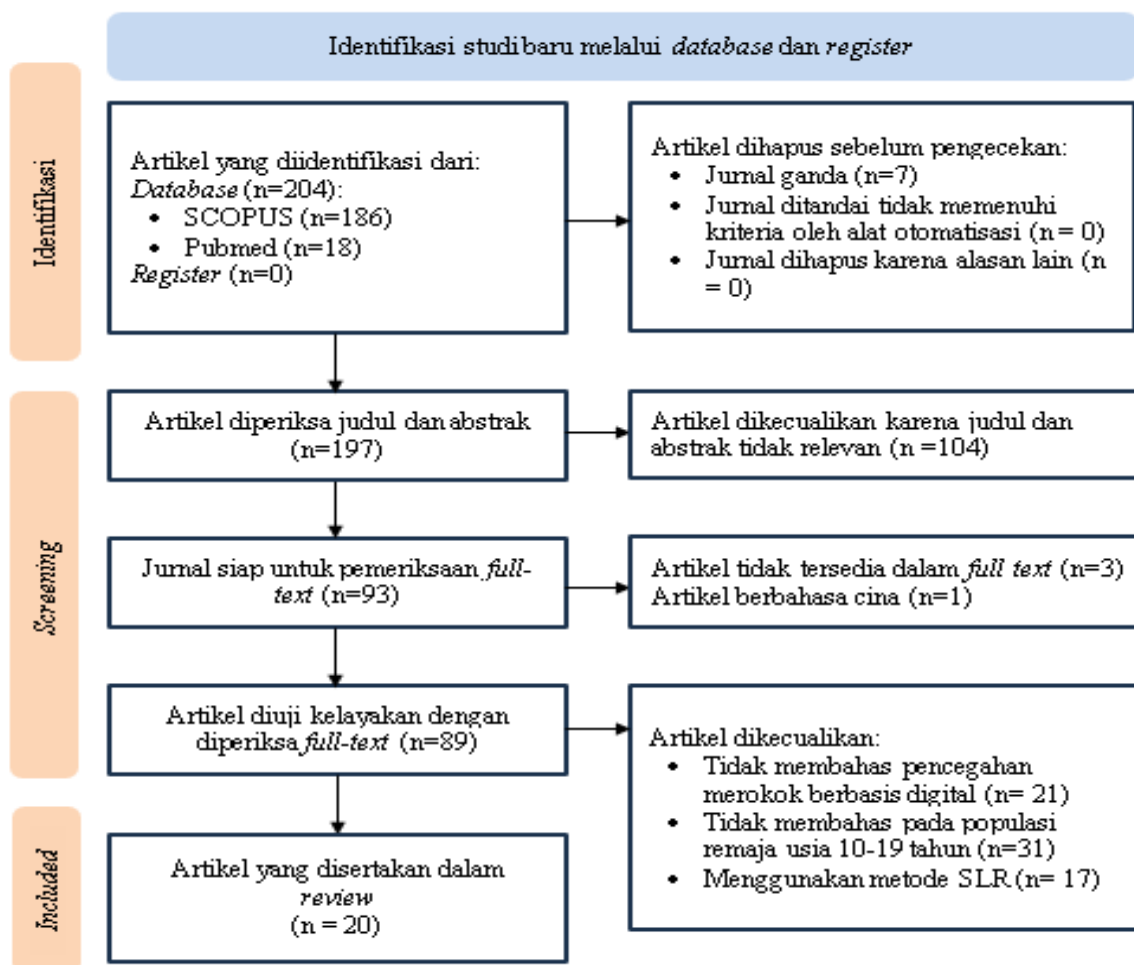 Identifikasi studi baru melalui database dan register
Identifikasi
Artikel yang diidentifikasi dari:
Database (n=204):
• SCOPUS (n=186)
• Pubmed (n=18)
Register (n=0)
Artikel dihapus sebelum pengecekan:
• Jurnal ganda (n=7)
• Jurnal ditandai tidak memenuhi
kriteria oleh alat otomatisasi (n = 0)
• Jurnal dihapus karena alasan lain (n
= 0)
Screening
Artikel diperiksa judul dan abstrak
(n=197)
Artikel dikecualikan karena judul dan
abstrak tidak relevan (n =104)
Jurnal siap untuk pemeriksaan full-
text (n=93)
Artikel tidak tersedia dalam full text (n=3)
Artikel berbahasa cina (n=1)
Artikel diuji kelayakan dengan
diperiksa full-text (n=89)
Artikel dikecualikan:
• Tidak membahas pencegahan
merokok berbasis digital (n= 21)
• Tidak membahas pada populasi
remaja usia 10-19 tahun (n=31)
• Menggunakan metode SLR (n= 17)
Included
Artikel yang disertakan dalam
review
(n = 20)